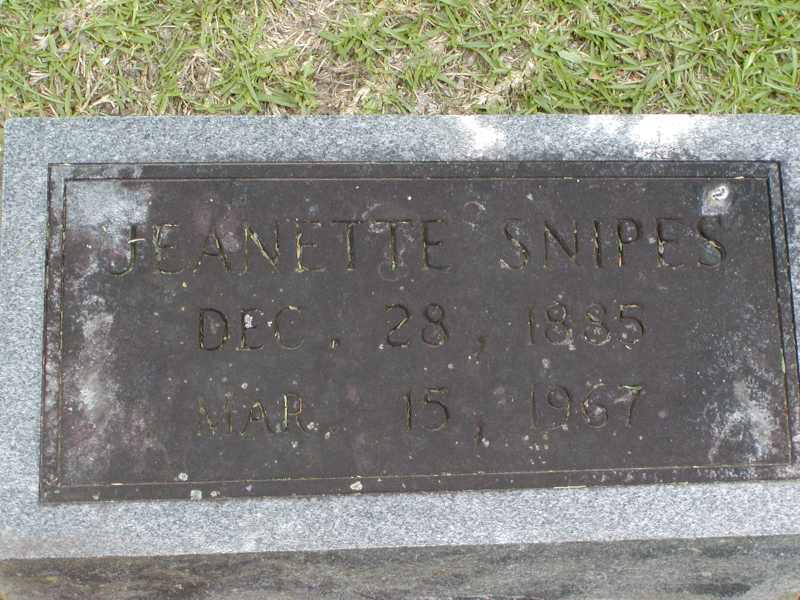 JEANETTE SNIPES
DEC. 28, 1885
MAR. 15, 1967